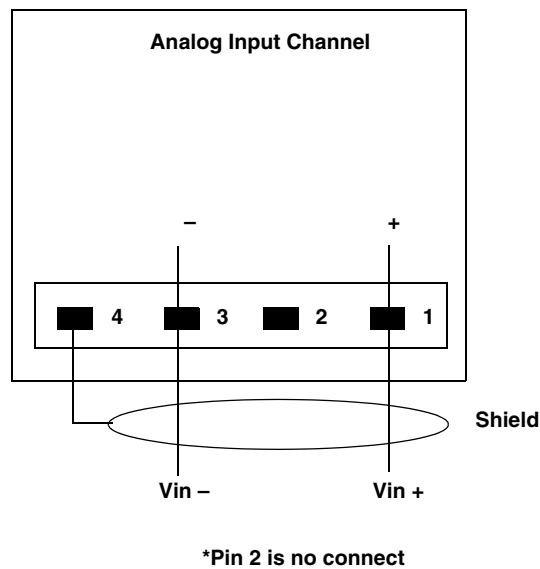 Analog Input Channel
– +
4 3 2 1
Shield
Vin – Vin +
*Pin 2 is no connect